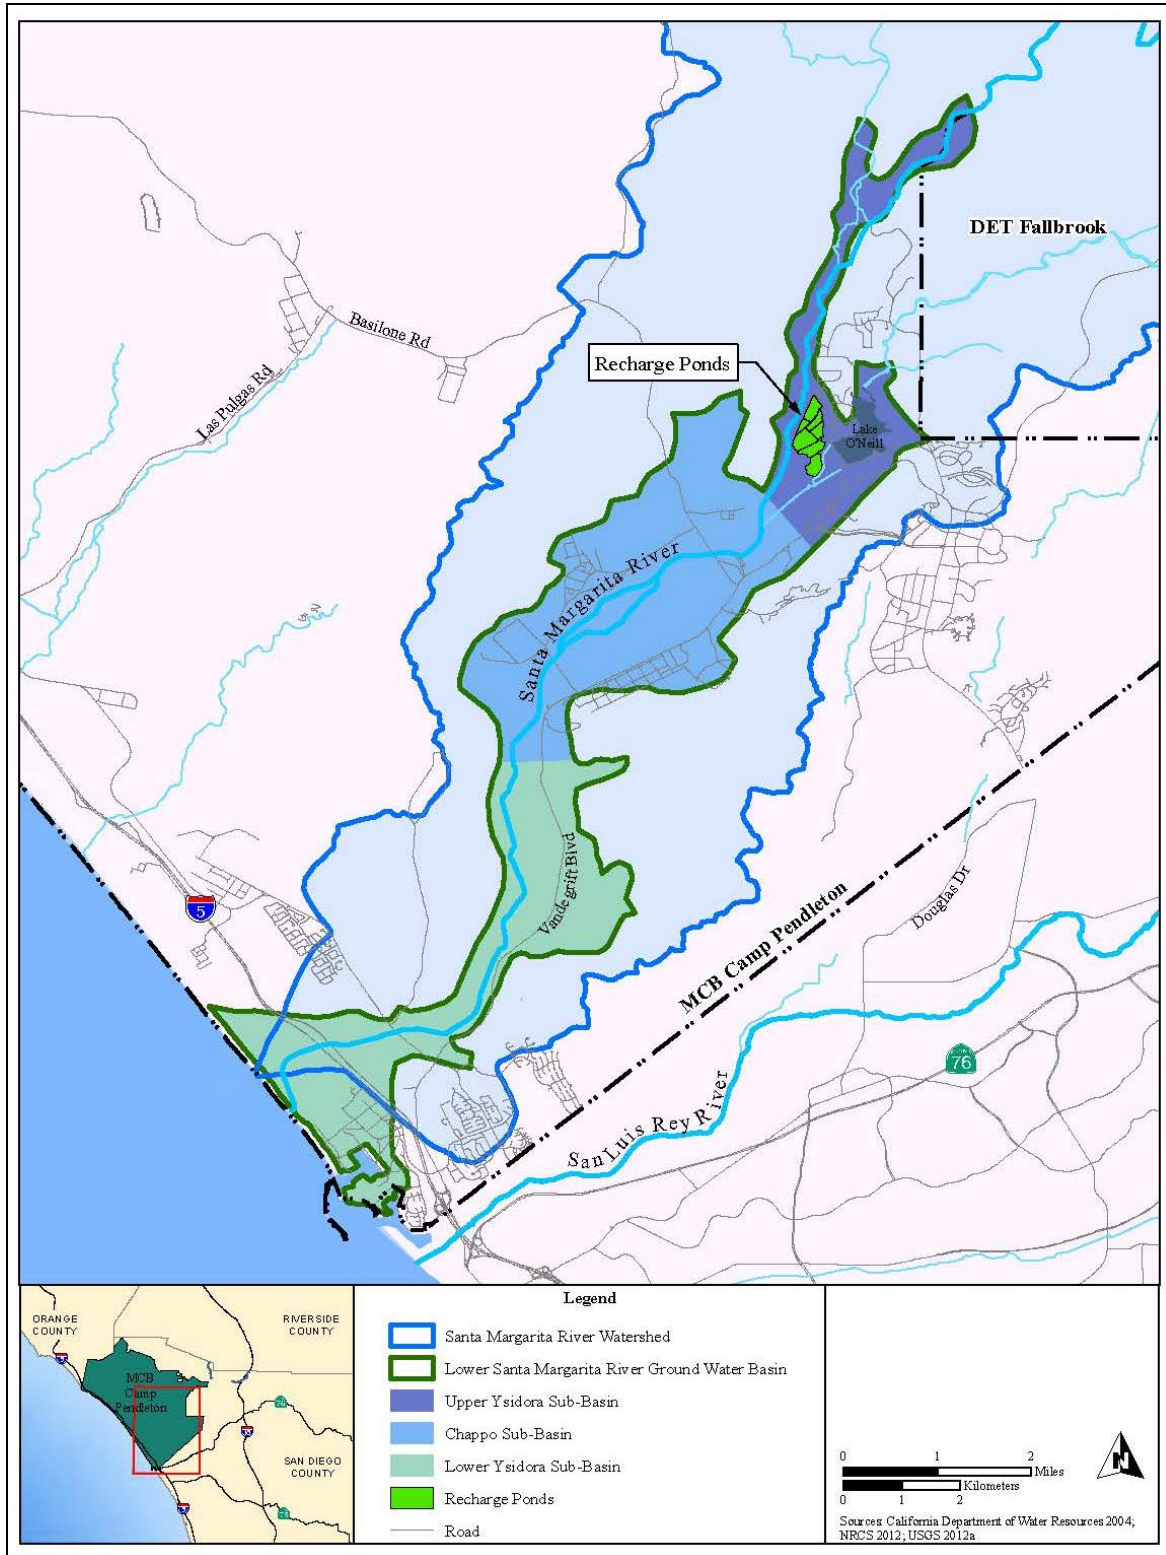 DET Fallbrook
Basilone Rd
Recharge Ponds
Las Pulgas Rd
Lake
O'Neill
Santa Margarita River
Vandegrift Blvd
5
Douglas Dr
MCB Camp Pendleton
76
San Luis Rey River
ORANGE
COUNTY
RIVERSIDE
COUNTY
MCB
Camp
Pendleton
SAN DIEGO
COUNTY
Legend
Santa Margarita River Watershed
Lower Santa Margarita River Ground Water Basin
Upper Ysidora Sub-Basin
Chappo Sub-Basin
Lower Ysidora Sub-Basin
Recharge Ponds
Road
0 1 2
Miles
Kilometers
0 1 2
N
Sources: California Department of Water Resources 2004;
NRCS 2012; USGS 2012a